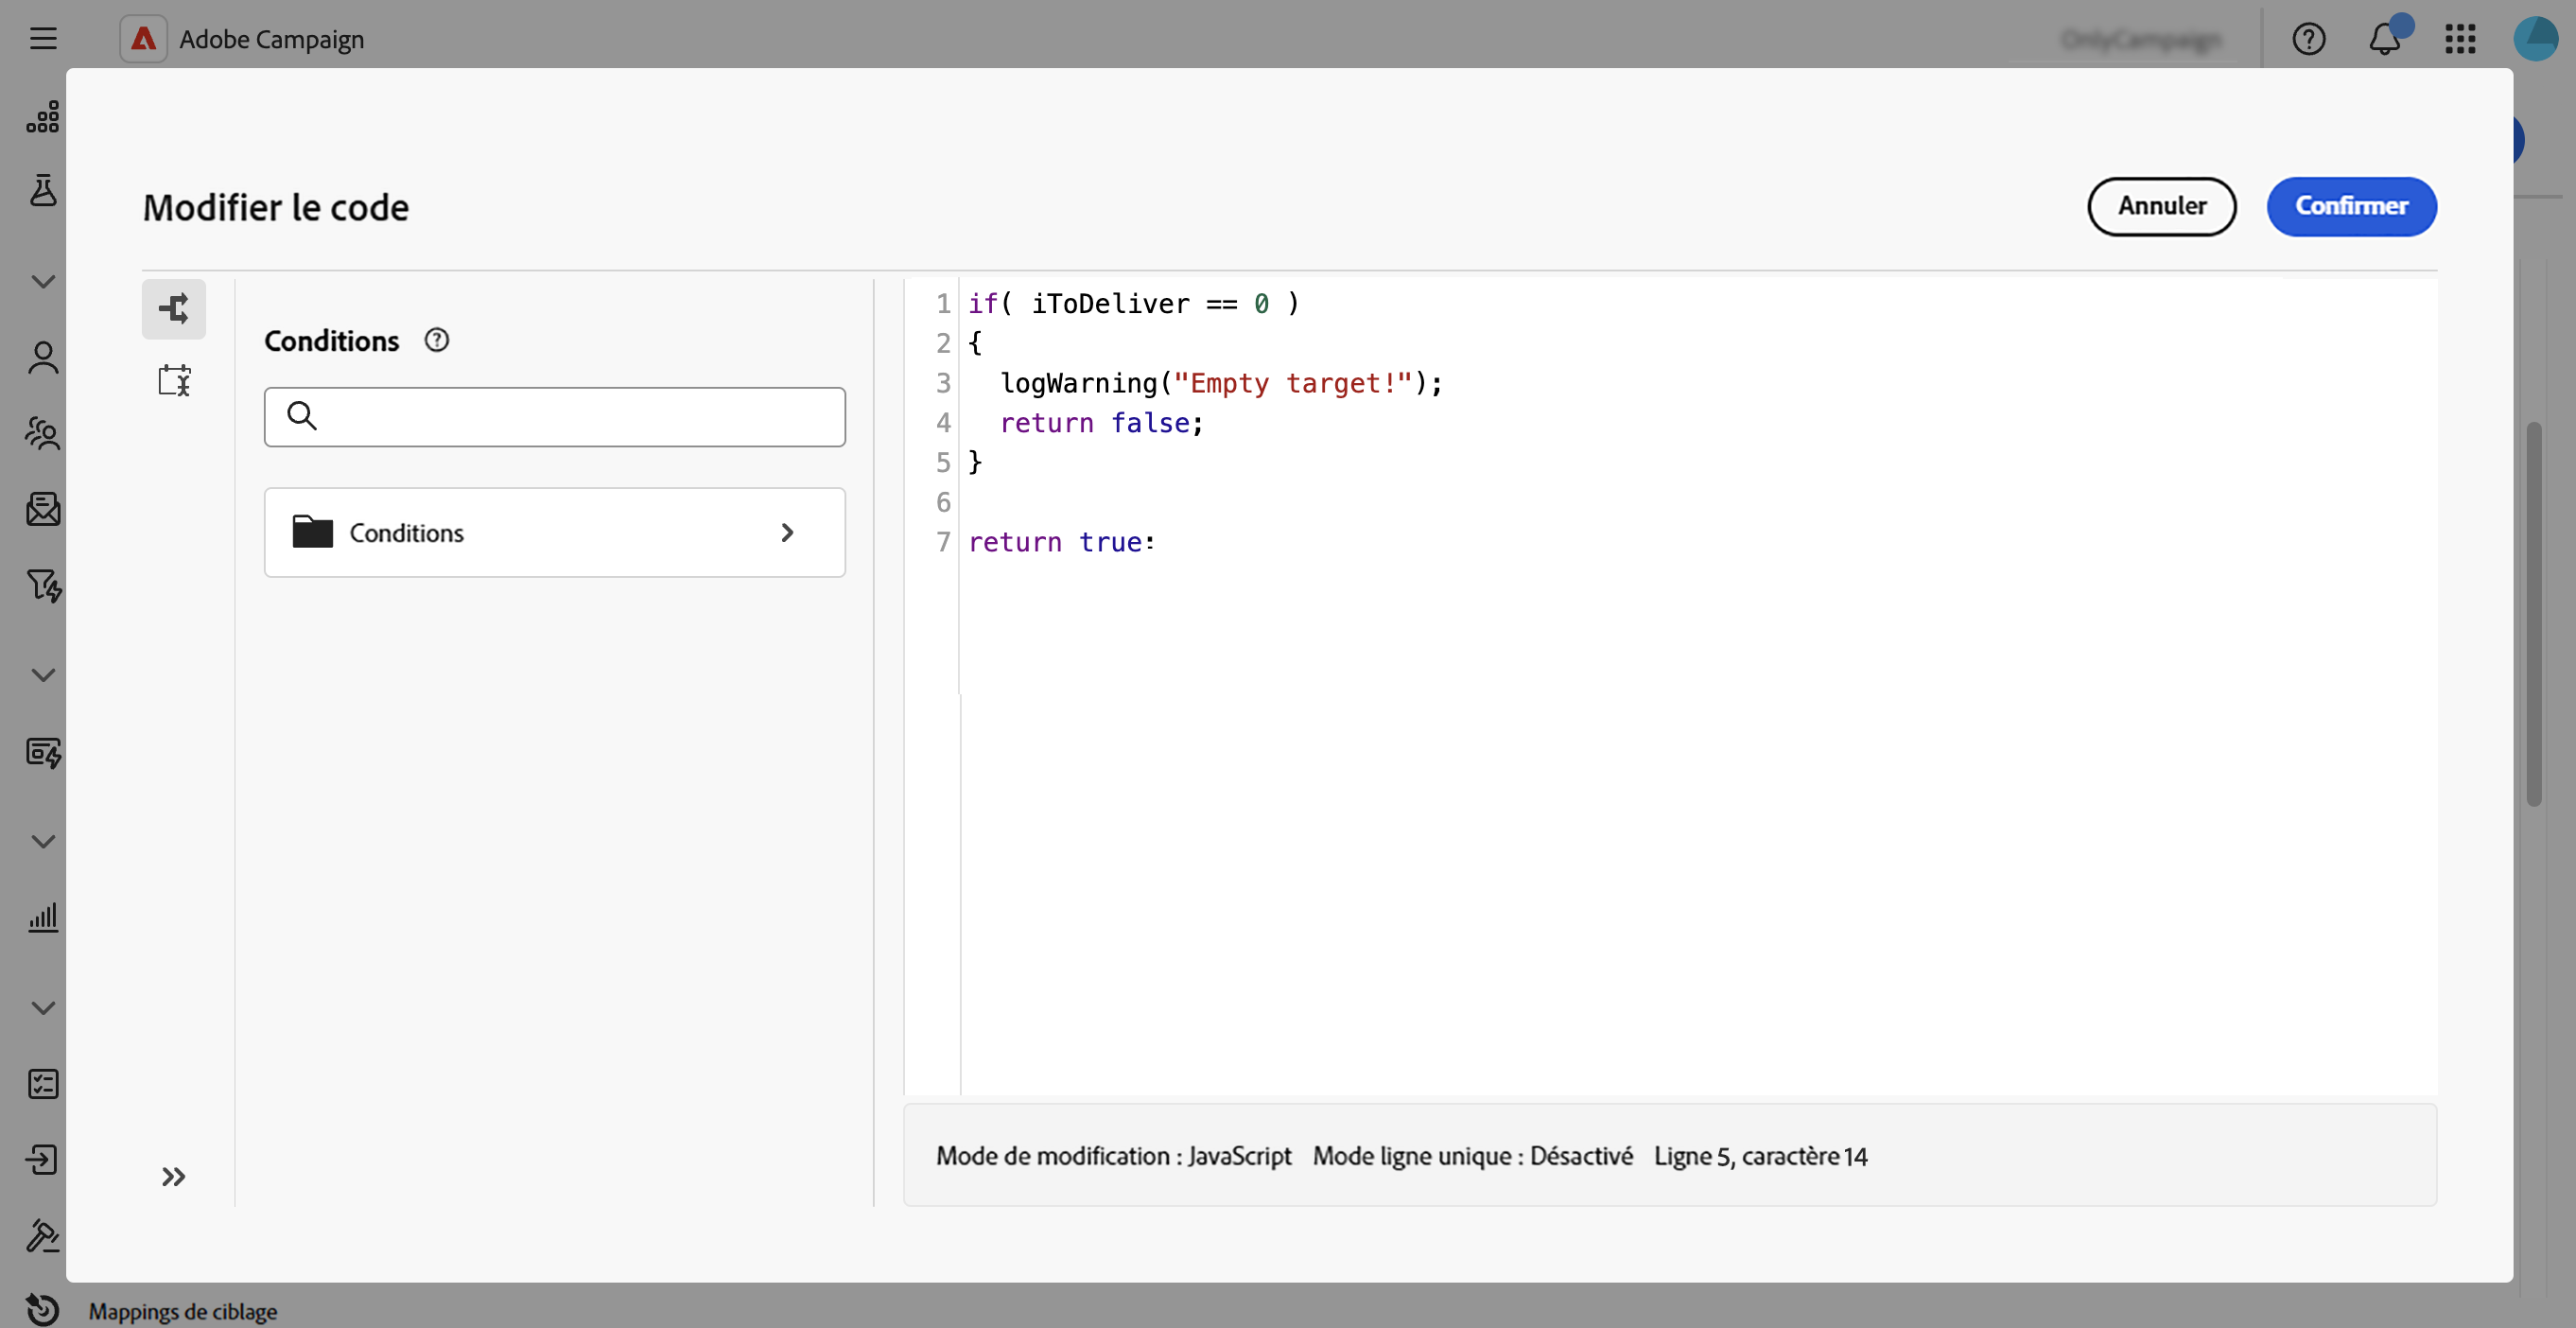 Adobe Campaign
Modifier le code
Annuler
Confirmer
Conditions
Conditions
1 if( iToDeliver == 0 )
2 {
3 logWarning("Empty target!");
4 return false;
5 }
6
7 return true:
Mode de modification : JavaScript Mode ligne unique : Désactivé Ligne 5, caractère 14
Mappings de ciblage